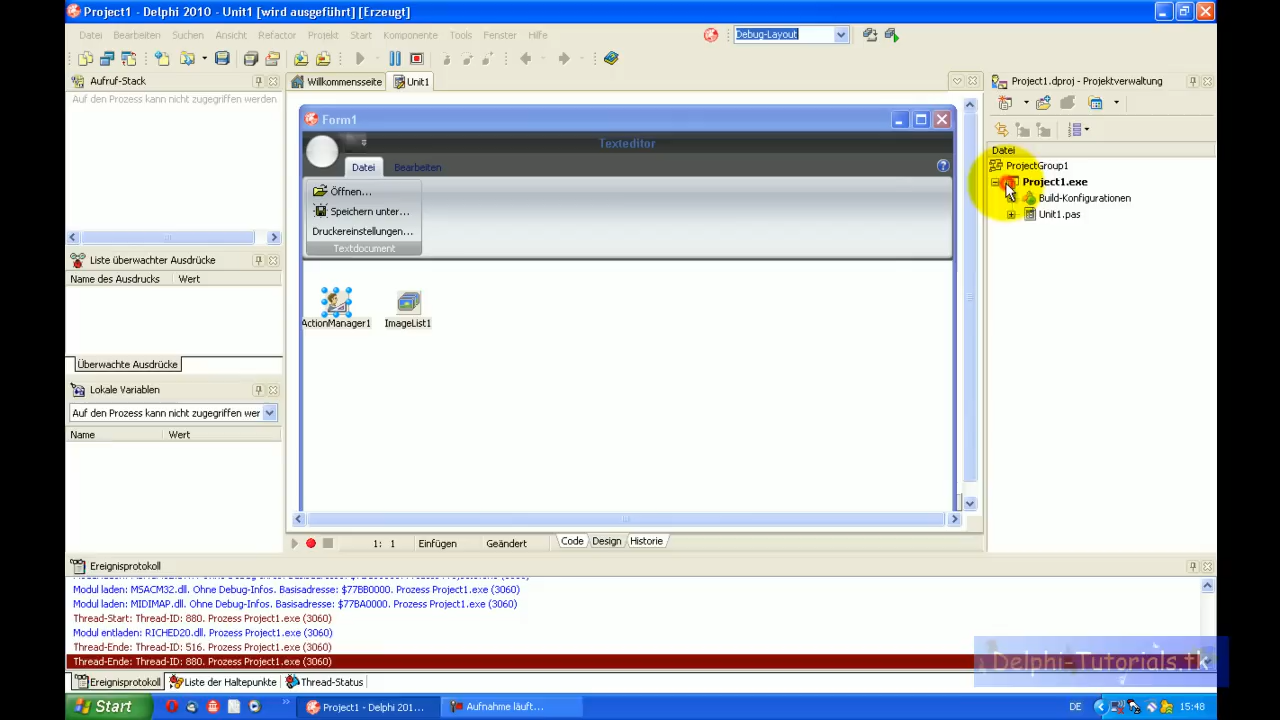 Project1 - Delphi 2010 - Unit1 [wird ausgeführt] [Erzeugt]
Datei Bearbeiten Suchen Ansicht Refactor Projekt Start Komponente Tools Fenster Hilfe
Debug-Layout
Aufruf-Stack
Auf den Prozess kann nicht zugegriffen werden
Willkommensseite Unit1
Form1
Texteditor
Datei Bearbeiten
Öffnen...
Speichern unter...
Druckereinstellungen...
Textdocument
ActionManager1 ImageList1
Liste überwachter Ausdrücke
Name des Ausdrucks Wert
Überwachte Ausdrücke
Lokale Variablen
Auf den Prozess kann nicht zugegriffen wer
Name Wert
1: 1 Einfügen Geändert Code Design Historie
Project1.dproj - Projektverwaltung
Datei
ProjectGroup1
Project1.exe
Build-Konfigurationen
Unit1.pas
Ereignisprotokoll
Modul laden: MSACM32.dll. Ohne Debug-Infos. Basisadresse: $77BB0000. Prozess Project1.exe (3060)
Modul laden: MIDIMAP.dll. Ohne Debug-Infos. Basisadresse: $77BA0000. Prozess Project1.exe (3060)
Thread-Start: Thread-ID: 880. Prozess Project1.exe (3060)
Modul entladen: RICHED20.dll. Prozess Project1.exe (3060)
Thread-Ende: Thread-ID: 516. Prozess Project1.exe (3060)
Thread-Ende: Thread-ID: 880. Prozess Project1.exe (3060)
Delphi-Tutorials.tk
Ereignisprotokoll Liste der Haltepunkte Thread-Status
Start Project1 - Delphi 201... Aufnahme läuft... DE 15:48